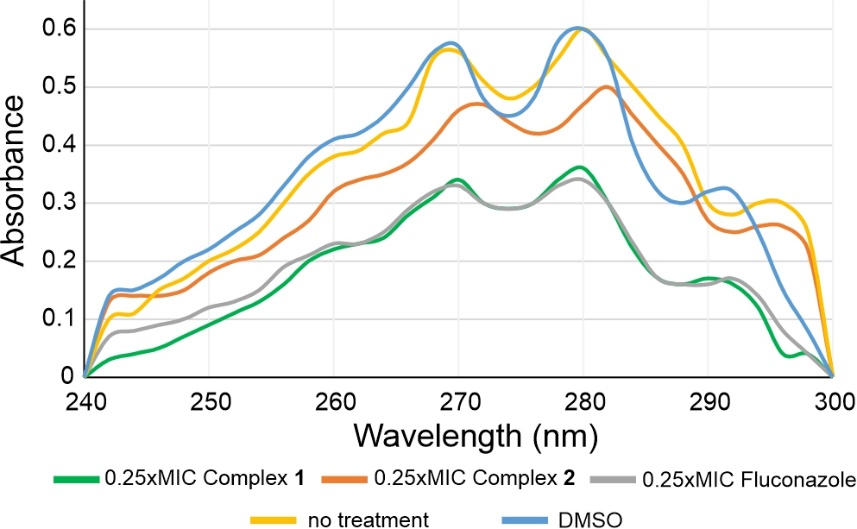 Absorbance
0.6
0.5
0.4
0.3
0.2
0.1
0
240 250 260 270 280 290 300
Wavelength (nm)
0.25xMIC Complex 1 0.25xMIC Complex 2 0.25xMIC Fluconazole
no treatment DMSO